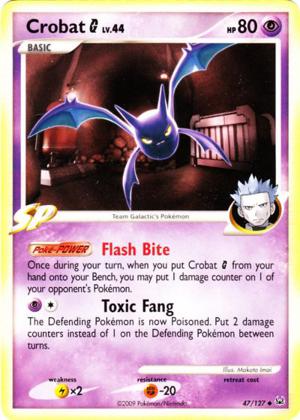 Crobat G LV.44 HP 80
BASIC
SP
Team Galactic's Pokémon
Poké-POWER Flash Bite
Once during your turn, when you put Crobat G from your
hand onto your Bench, you may put 1 damage counter on 1
of your opponent's Pokémon.
Toxic Fang
The Defending Pokémon is now Poisoned. Put 2 damage
counters instead of 1 on the Defending Pokémon between
turns.
Illus. Makoto Imai
weakness resistance retreat cost
×2 -20
©2009 Pokémon/Nintendo 47/127